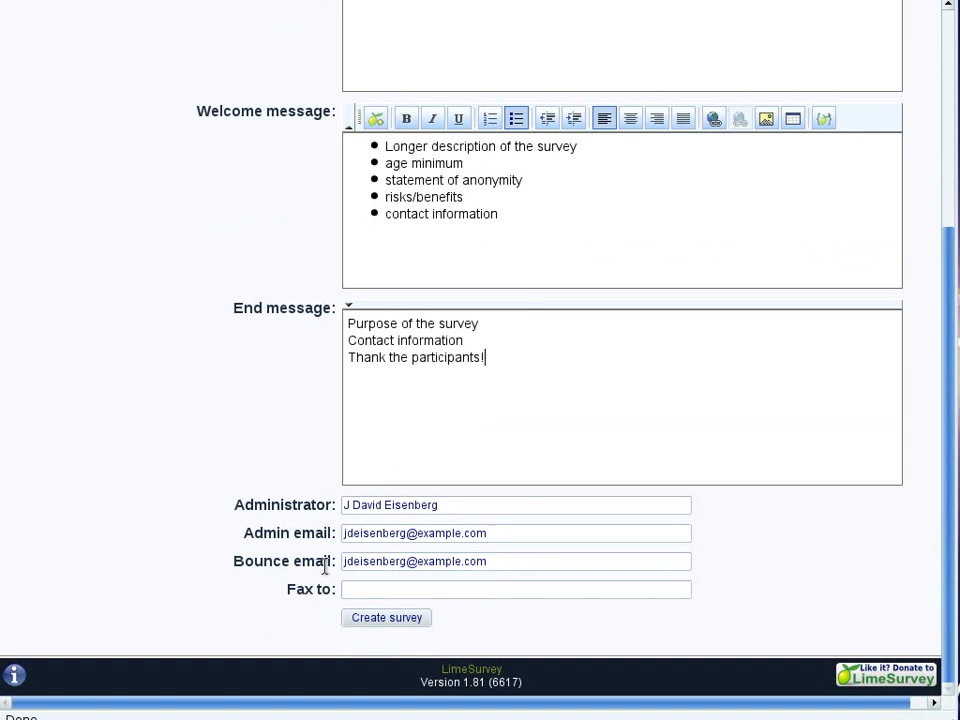 Welcome message:
B I U
Longer description of the survey
age minimum
statement of anonymity
risks/benefits
contact information
End message:
Purpose of the survey
Contact information
Thank the participants!
Administrator: J David Eisenberg
Admin email: jdeisenberg@example.com
Bounce email: jdeisenberg@example.com
Fax to:
Create survey
LimeSurvey
Version 1.81 (6617)
Like it? Donate to
LimeSurvey
Done